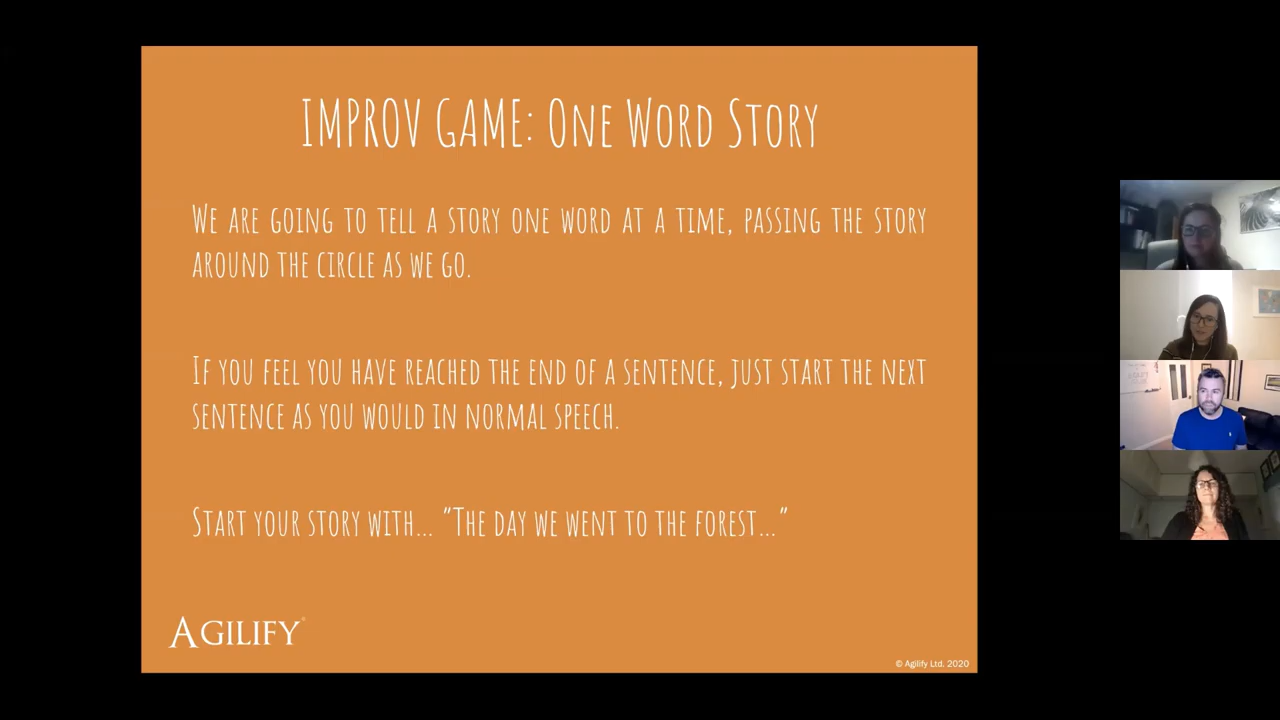 IMPROV GAME: ONE WORD STORY
WE ARE GOING TO TELL A STORY ONE WORD AT A TIME, PASSING THE STORY
AROUND THE CIRCLE AS WE GO.
IF YOU FEEL YOU HAVE REACHED THE END OF A SENTENCE, JUST START THE NEXT
SENTENCE AS YOU WOULD IN NORMAL SPEECH.
START YOUR STORY WITH... "THE DAY WE WENT TO THE FOREST..."
AGILIFY
© Agilify Ltd. 2020